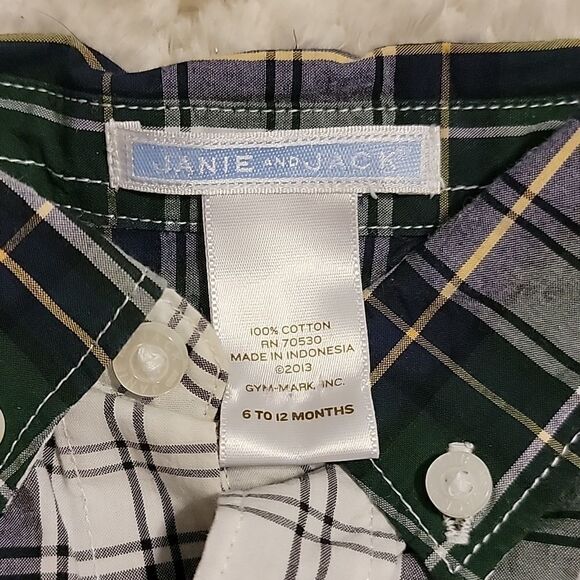 JANIE AND JACK
100% COTTON
RN 70530
MADE IN INDONESIA
©2013
GYM-MARK, INC.
6 TO 12 MONTHS